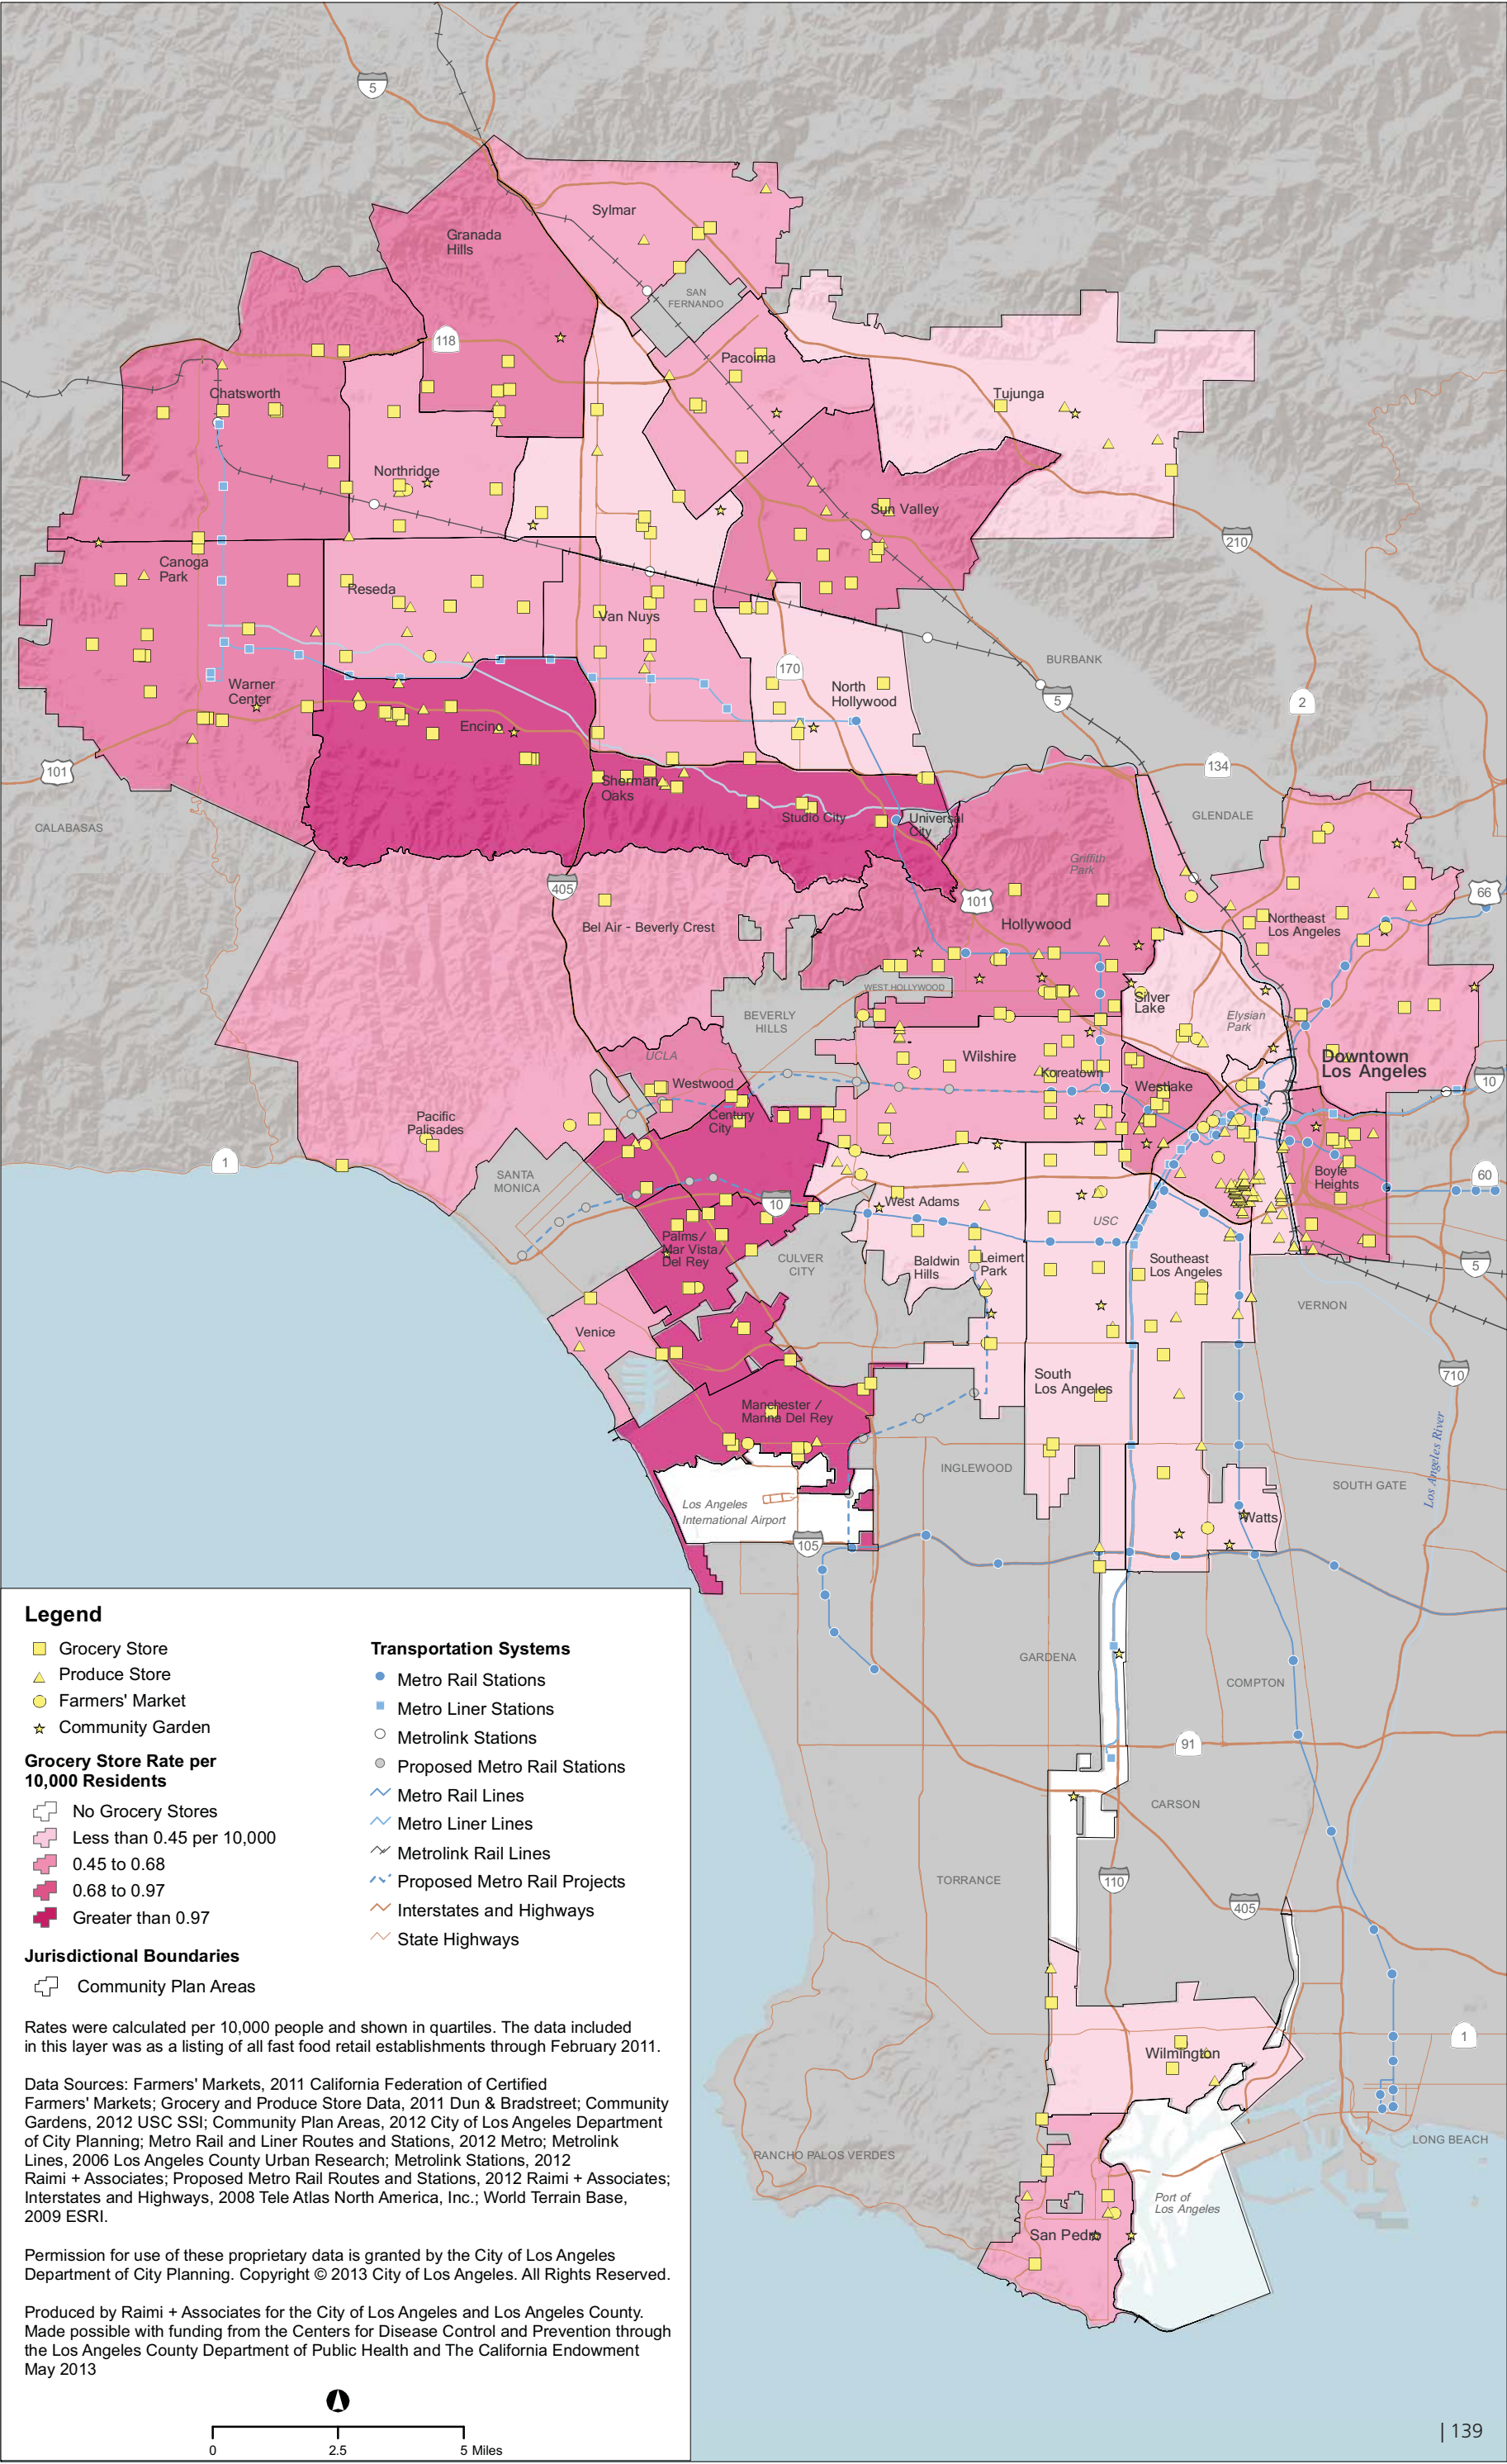 5
Sylmar
Granada
Hills
SAN
FERNANDO
118
Pacoima
Chatsworth
Tujunga
Northridge
Sun Valley
210
Canoga
Park
Reseda
Van Nuys
BURBANK
170
Warner
Center
North
Hollywood
5
2
Encino
101
134
Sherman
Oaks
Studio City
Universal
City
CALABASAS
GLENDALE
Griffith
Park
405
101
66
Bel Air - Beverly Crest
Hollywood
Northeast
Los Angeles
WEST HOLLYWOOD
Silver
Lake
BEVERLY
HILLS
Elysian
Park
UCLA
Wilshire
Koreatown
Downtown
Los Angeles
Westwood
Westlake
10
Century
City
Pacific
Palisades
1
SANTA
MONICA
Boyle
Heights
60
10
West Adams
USC
Palms/
Mar Vista/
Del Rey
CULVER
CITY
Baldwin
Hills
Leimert
Park
Southeast
Los Angeles
5
VERNON
Venice
South
Los Angeles
710
Manchester /
Marina Del Rey
Los Angeles River
INGLEWOOD
SOUTH GATE
Los Angeles
International Airport
Watts
105
GARDENA
COMPTON
91
CARSON
TORRANCE
110
405
1
Wilmington
RANCHO PALOS VERDES
LONG BEACH
Port of
Los Angeles
San Pedro
Legend
Grocery Store
Produce Store
Farmers' Market
Community Garden
Grocery Store Rate per
10,000 Residents
No Grocery Stores
Less than 0.45 per 10,000
0.45 to 0.68
0.68 to 0.97
Greater than 0.97
Jurisdictional Boundaries
Community Plan Areas
Transportation Systems
Metro Rail Stations
Metro Liner Stations
Metrolink Stations
Proposed Metro Rail Stations
Metro Rail Lines
Metro Liner Lines
Metrolink Rail Lines
Proposed Metro Rail Projects
Interstates and Highways
State Highways
Rates were calculated per 10,000 people and shown in quartiles. The data included
in this layer was as a listing of all fast food retail establishments through February 2011.
Data Sources: Farmers' Markets, 2011 California Federation of Certified
Farmers' Markets; Grocery and Produce Store Data, 2011 Dun & Bradstreet; Community
Gardens, 2012 USC SSI; Community Plan Areas, 2012 City of Los Angeles Department
of City Planning; Metro Rail and Liner Routes and Stations, 2012 Metro; Metrolink
Lines, 2006 Los Angeles County Urban Research; Metrolink Stations, 2012
Raimi + Associates; Proposed Metro Rail Routes and Stations, 2012 Raimi + Associates;
Interstates and Highways, 2008 Tele Atlas North America, Inc.; World Terrain Base,
2009 ESRI.
Permission for use of these proprietary data is granted by the City of Los Angeles
Department of City Planning. Copyright © 2013 City of Los Angeles. All Rights Reserved.
Produced by Raimi + Associates for the City of Los Angeles and Los Angeles County.
Made possible with funding from the Centers for Disease Control and Prevention through
the Los Angeles County Department of Public Health and The California Endowment
May 2013
0 2.5 5 Miles
| 139